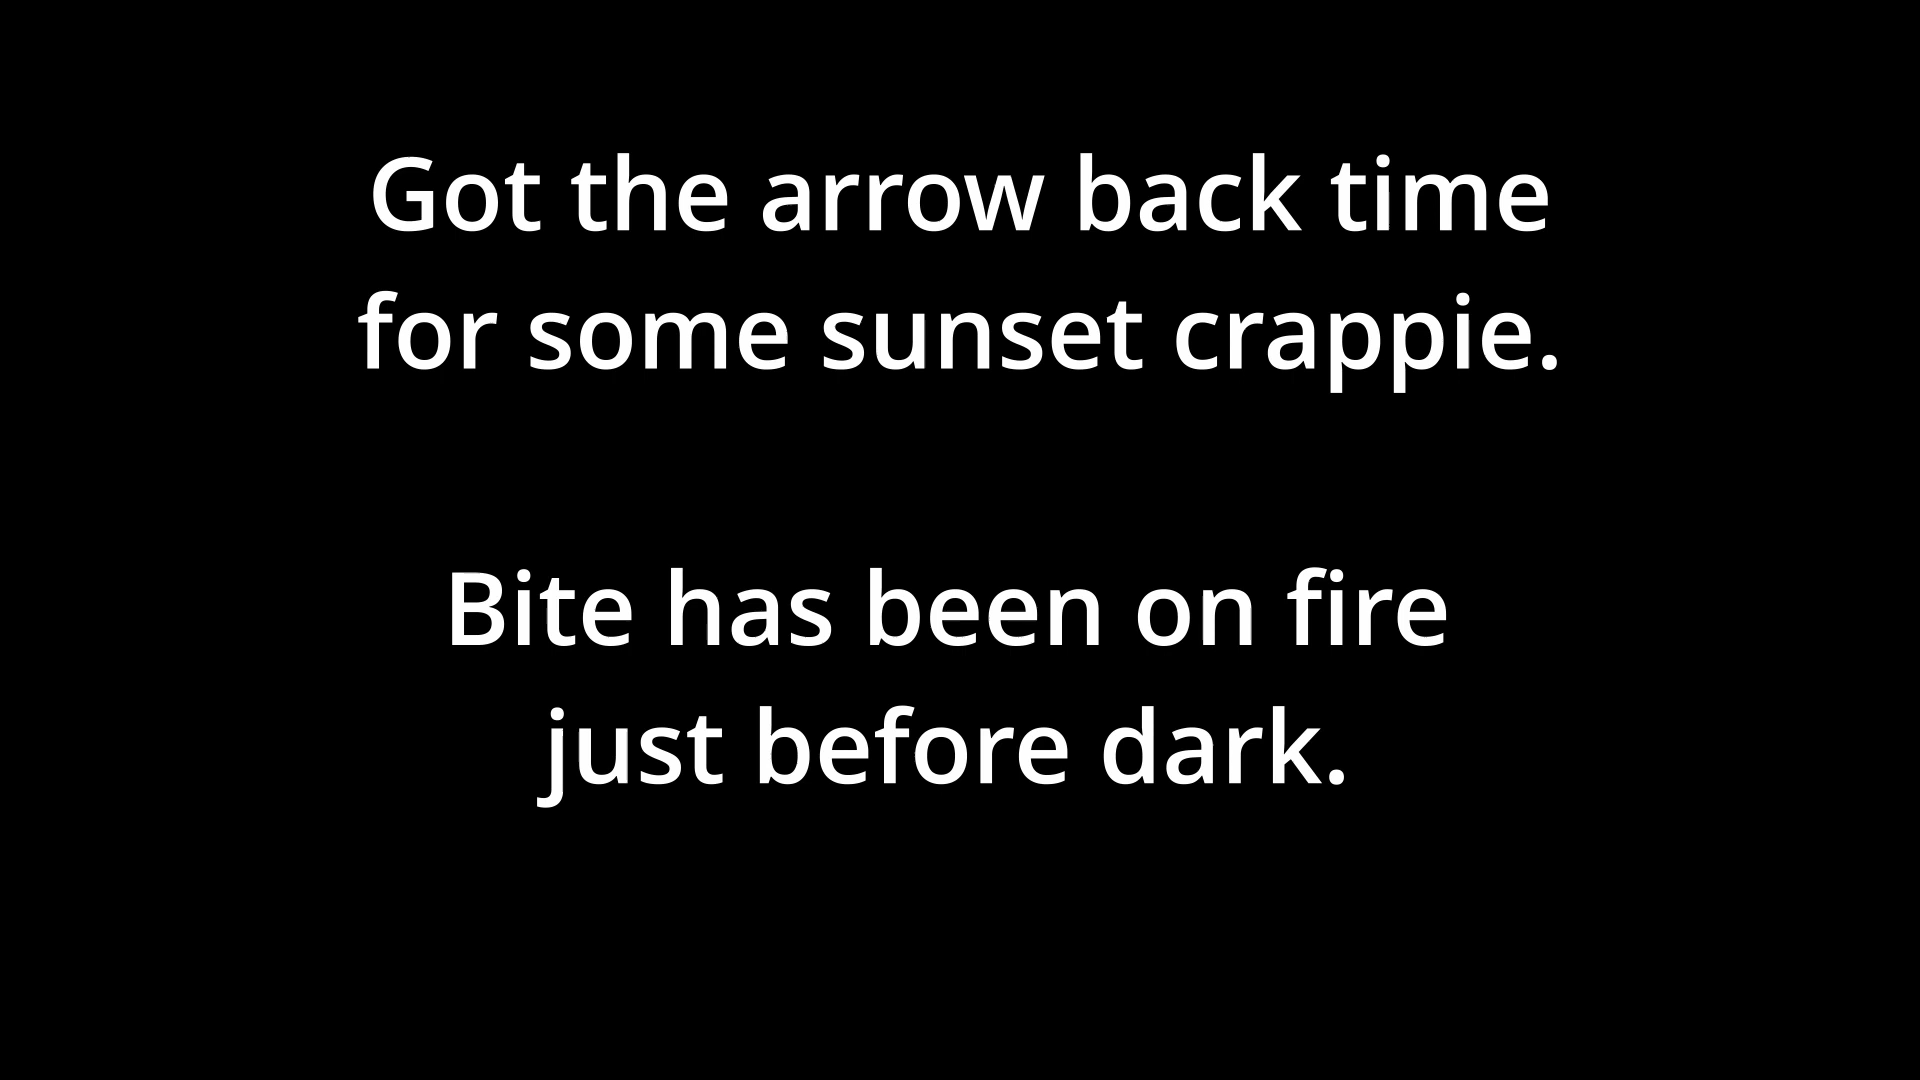 Got the arrow back time
for some sunset crappie.
Bite has been on fire
just before dark.